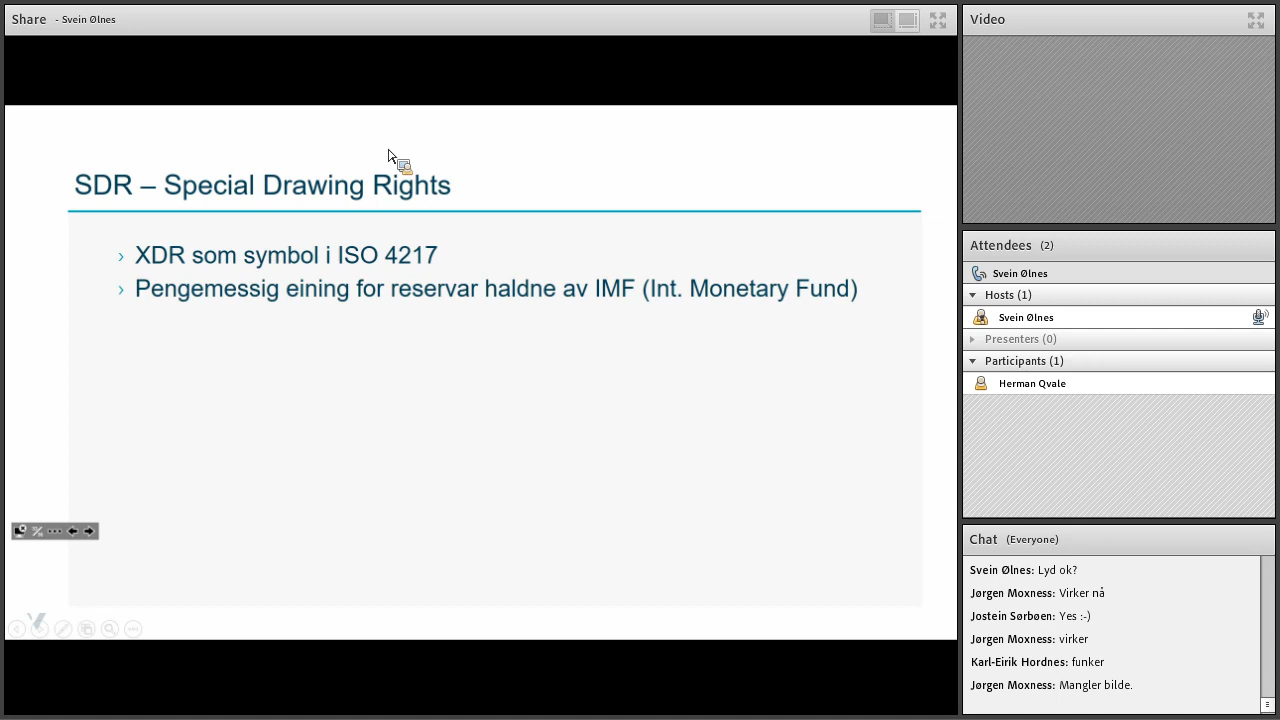 Share - Svein Ølnes
SDR – Special Drawing Rights
› XDR som symbol i ISO 4217
› Pengemessig eining for reservar haldne av IMF (Int. Monetary Fund)
Video
Attendees (2)
Svein Ølnes
Hosts (1)
Svein Ølnes
Presenters (0)
Participants (1)
Herman Qvale
Chat (Everyone)
Svein Ølnes: Lyd ok?
Jørgen Moxness: Virker nå
Jostein Sørbøen: Yes :-)
Jørgen Moxness: virker
Karl-Eirik Hordnes: funker
Jørgen Moxness: Mangler bilde.